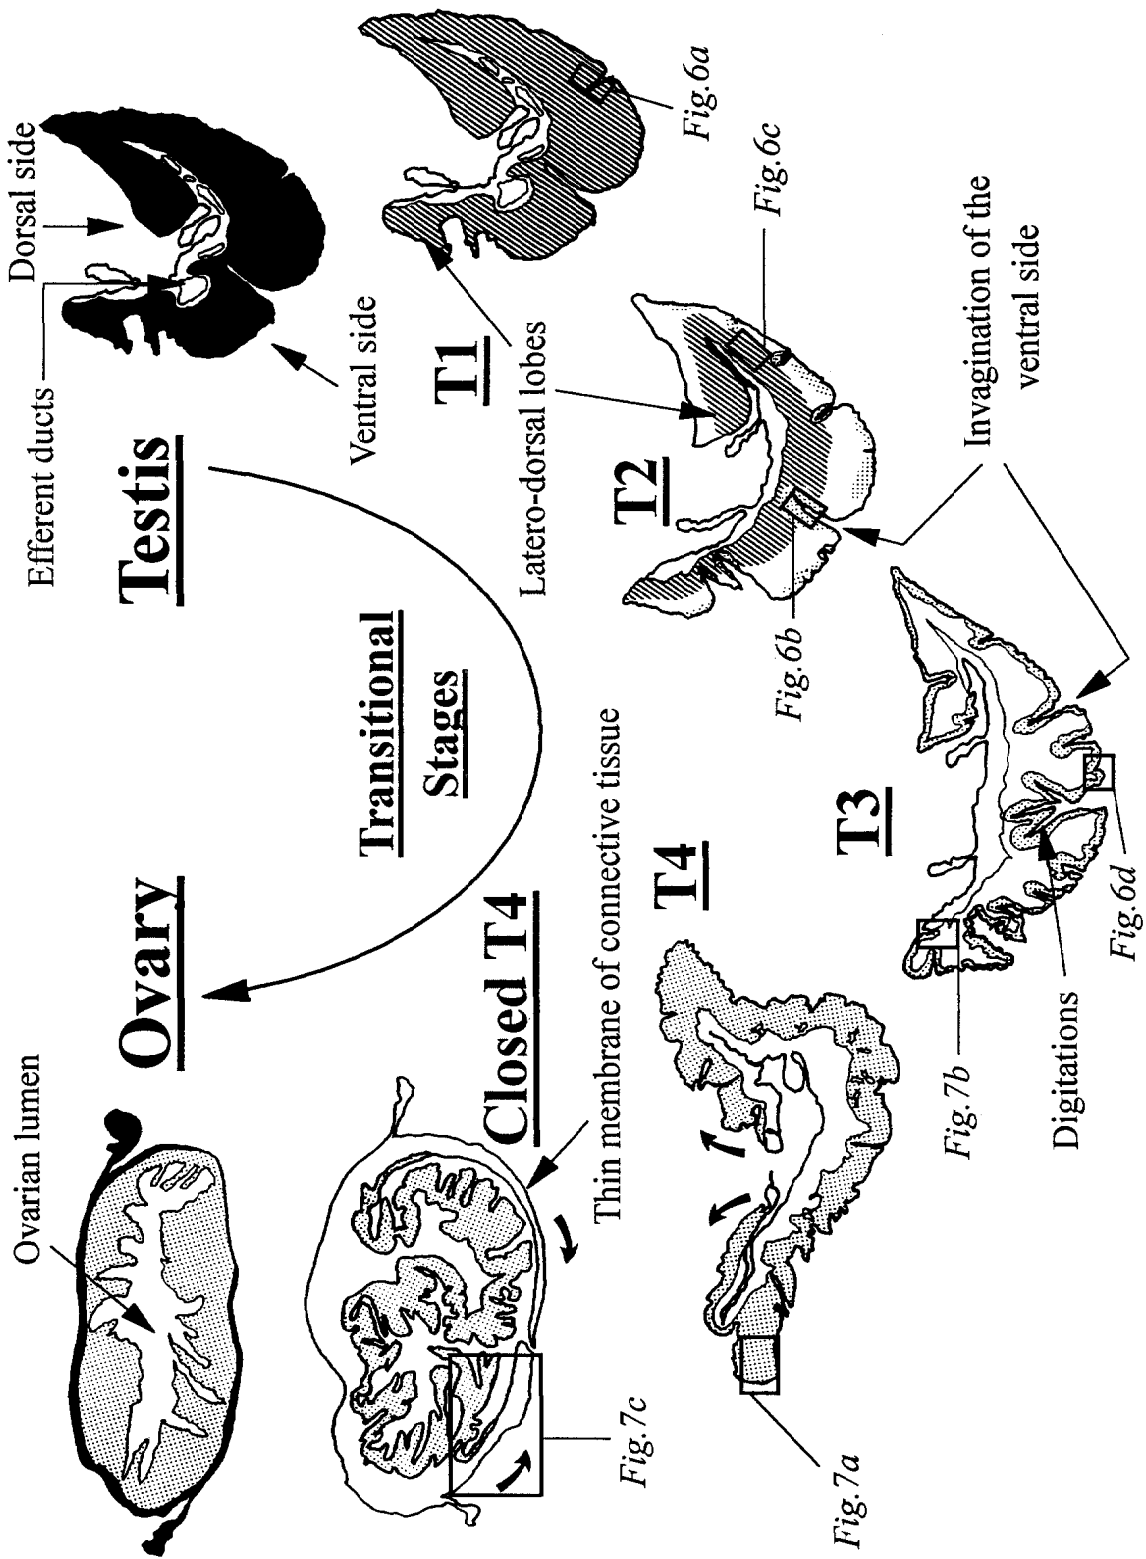 Ovarian lumen
Efferent ducts
Dorsal side
Ovary
Testis
Ventral side
Transitional
Stages
T1
Closed T4
Latero-dorsal lobes
Fig.6a
Thin membrane of connective tissue
T2
Fig.7c
T4
Fig.6b
Fig.6c
Fig.7a
T3
Fig.7b
Invagination of the
ventral side
Digitations
Fig.6d